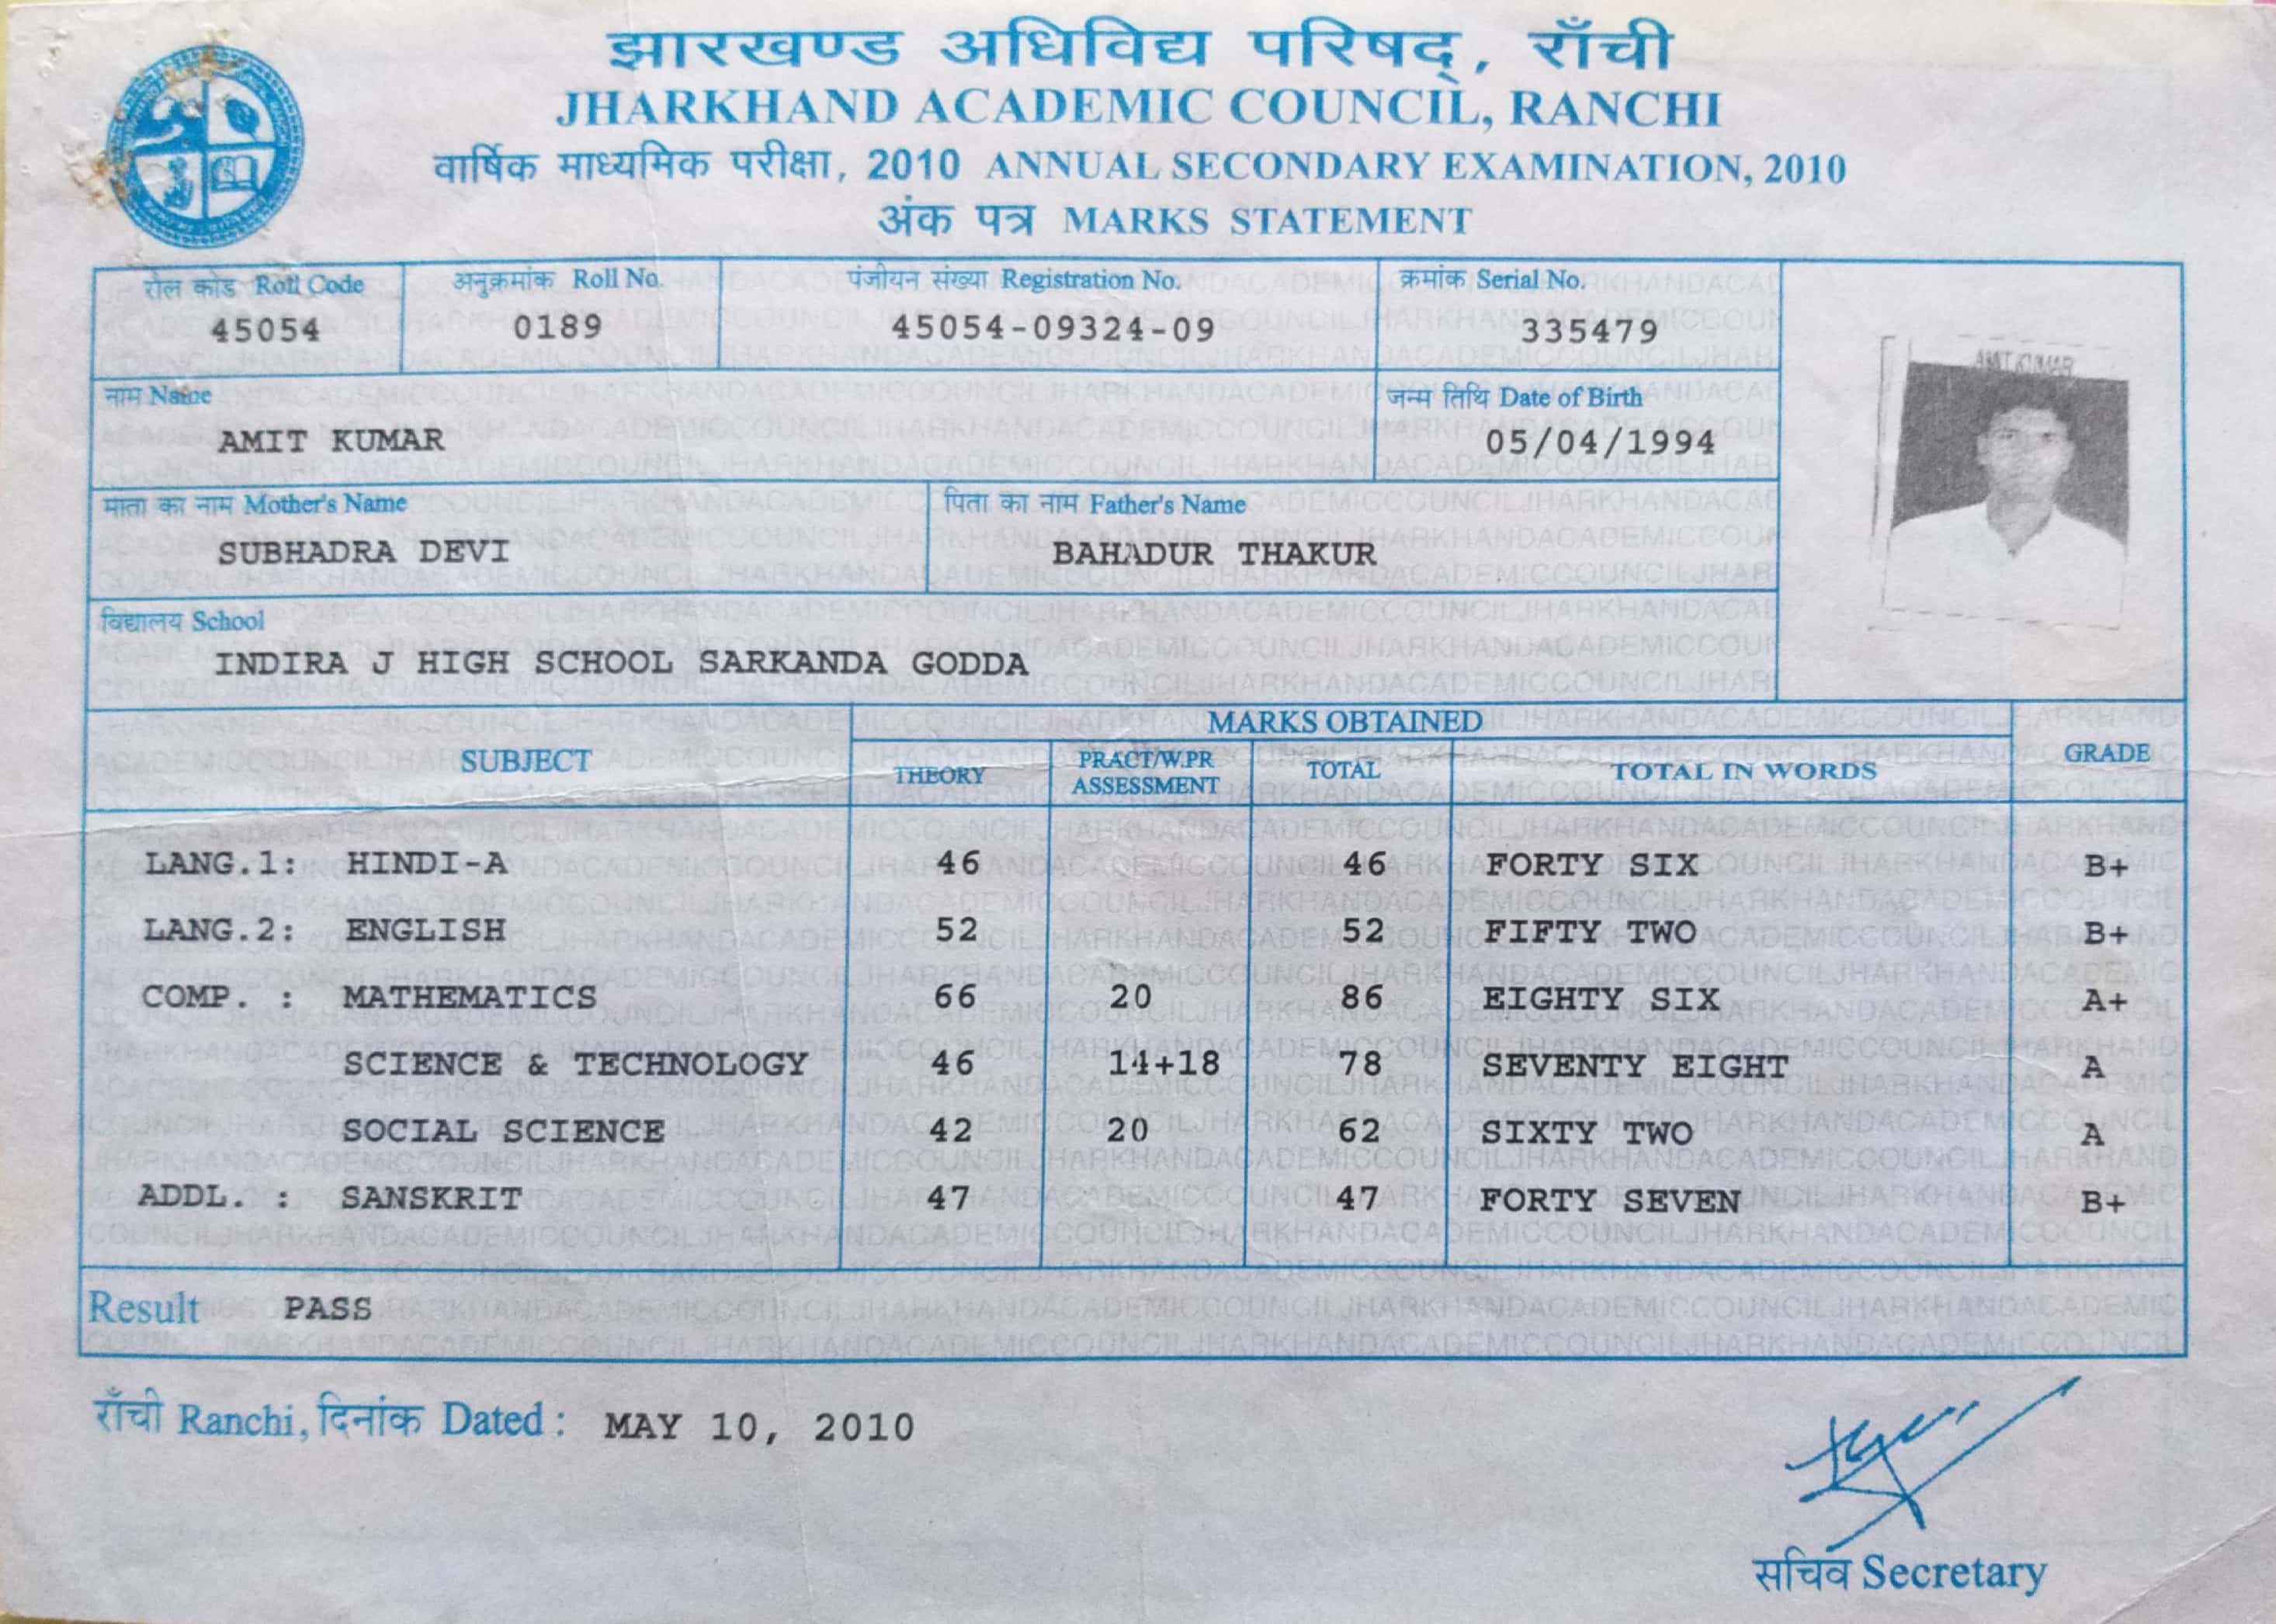 झारखण्ड अधिविद्य परिषद्, राँची
JHARKHAND ACADEMIC COUNCIL, RANCHI
वार्षिक माध्यमिक परीक्षा, 2010 ANNUAL SECONDARY EXAMINATION, 2010
अंक पत्र MARKS STATEMENT
रोल कोड Roll Code अनुक्रमांक Roll No. पंजीयन संख्या Registration No. क्रमांक Serial No.
45054 0189 45054-09324-09 335479
AMIT KUMAR
नाम Name जन्म तिथि Date of Birth
AMIT KUMAR 05/04/1994
माता का नाम Mother's Name पिता का नाम Father's Name
SUBHADRA DEVI BAHADUR THAKUR
विद्यालय School
INDIRA J HIGH SCHOOL SARKANDA GODDA
MARKS OBTAINED
SUBJECT THEORY PRACT/W.PR ASSESSMENT TOTAL TOTAL IN WORDS GRADE
LANG.1: HINDI-A 46 46 FORTY SIX B+
LANG.2: ENGLISH 52 52 FIFTY TWO B+
COMP. : MATHEMATICS 66 20 86 EIGHTY SIX A+
SCIENCE & TECHNOLOGY 46 14+18 78 SEVENTY EIGHT A
SOCIAL SCIENCE 42 20 62 SIXTY TWO A
ADDL. : SANSKRIT 47 47 FORTY SEVEN B+
Result PASS
राँची Ranchi, दिनांक Dated : MAY 10, 2010
सचिव Secretary